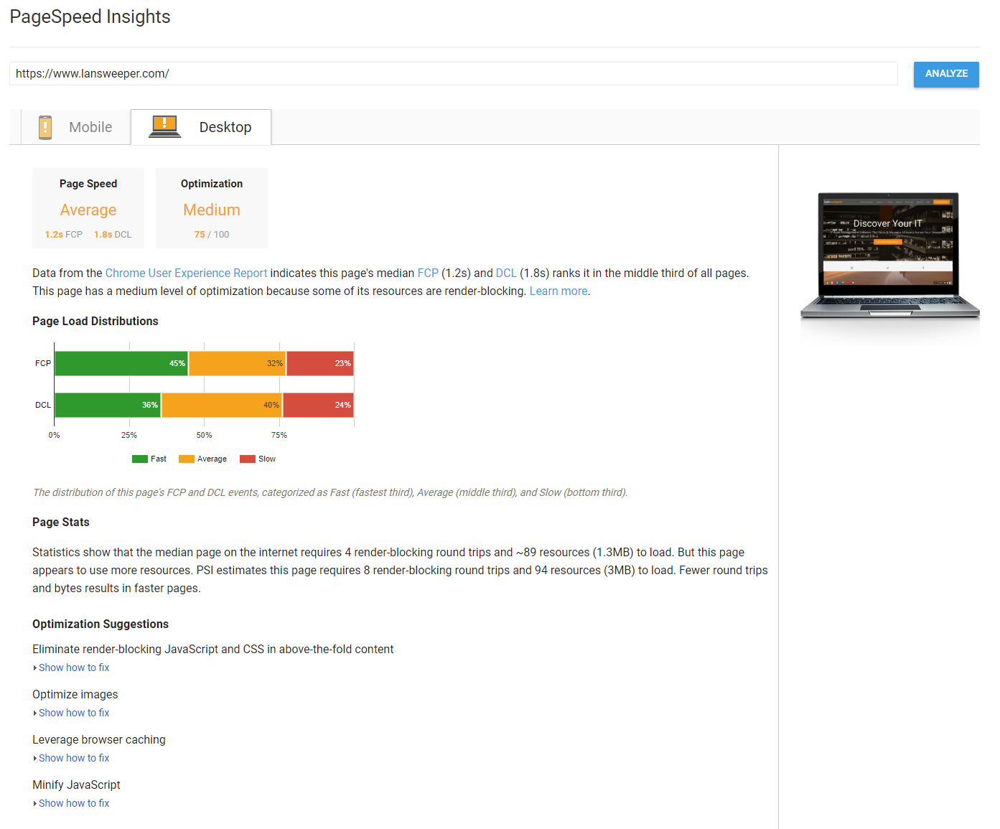 PageSpeed Insights
https://www.lansweeper.com/
ANALYZE
Mobile
Desktop
Page Speed
Average
1.2s FCP 1.8s DCL
Optimization
Medium
75 / 100
Discover Your IT
Data from the Chrome User Experience Report indicates this page's median FCP (1.2s) and DCL (1.8s) ranks it in the middle third of all pages.
This page has a medium level of optimization because some of its resources are render-blocking. Learn more.
Page Load Distributions
FCP 45% 32% 23%
DCL 36% 40% 24%
0% 25% 50% 75%
Fast Average Slow
The distribution of this page's FCP and DCL events, categorized as Fast (fastest third), Average (middle third), and Slow (bottom third).
Page Stats
Statistics show that the median page on the internet requires 4 render-blocking round trips and ~89 resources (1.3MB) to load. But this page
appears to use more resources. PSI estimates this page requires 8 render-blocking round trips and 94 resources (3MB) to load. Fewer round trips
and bytes results in faster pages.
Optimization Suggestions
Eliminate render-blocking JavaScript and CSS in above-the-fold content
Show how to fix
Optimize images
Show how to fix
Leverage browser caching
Show how to fix
Minify JavaScript
Show how to fix